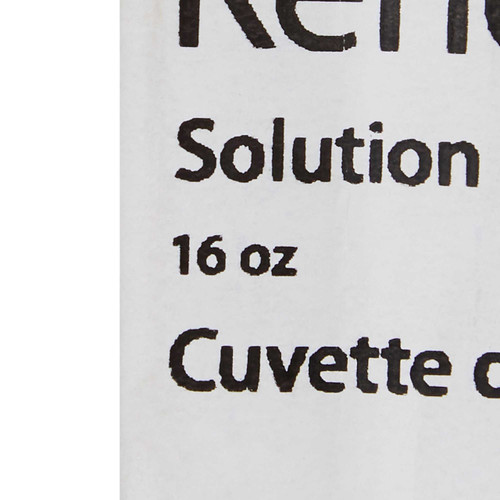 Solution
16 oz
Cuvette